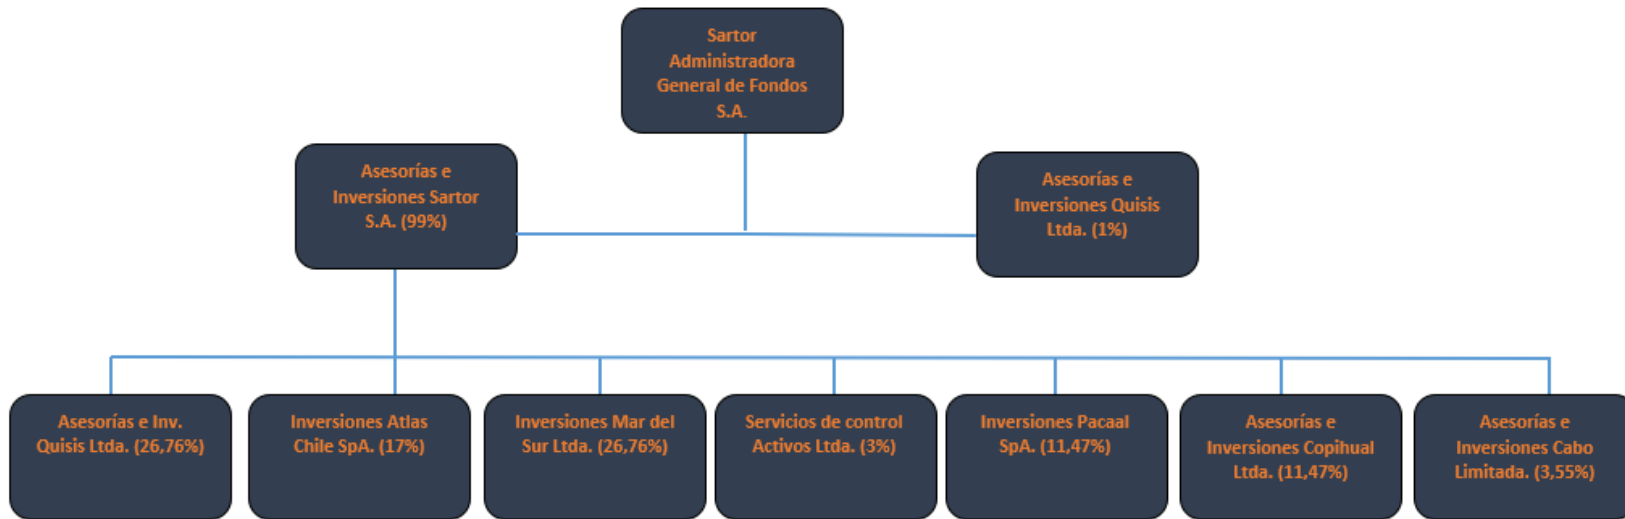 Sartor
Administradora
General de Fondos
S.A.
Asesorías e
Inversiones Sartor
S.A. (99%)
Asesorías e
Inversiones Quisis
Ltda. (1%)
Asesorías e Inv.
Quisis Ltda. (26,76%)
Inversiones Atlas
Chile SpA. (17%)
Inversiones Mar del
Sur Ltda. (26,76%)
Servicios de control
Activos Ltda. (3%)
Inversiones Pacaal
SpA. (11,47%)
Asesorías e
Inversiones Copihual
Ltda. (11,47%)
Asesorías e
Inversiones Cabo
Limitada. (3,55%)